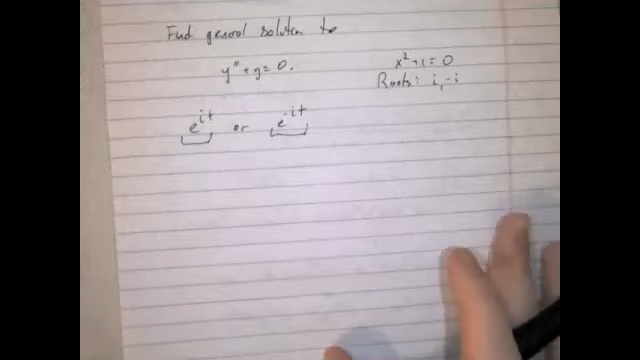 Find general solution to
y'' + y = 0.
x² + 1 = 0
Roots: i, -i
e^{it} or e^{-it}